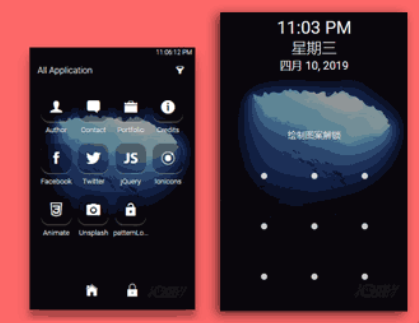 11:06:12 PM
All Application
Author Contact Portfolio Credits
Facebook Twitter jQuery Ionicons
Animate Unsplash patternLo...
11:03 PM
星期三
四月 10, 2019
绘制图案解锁